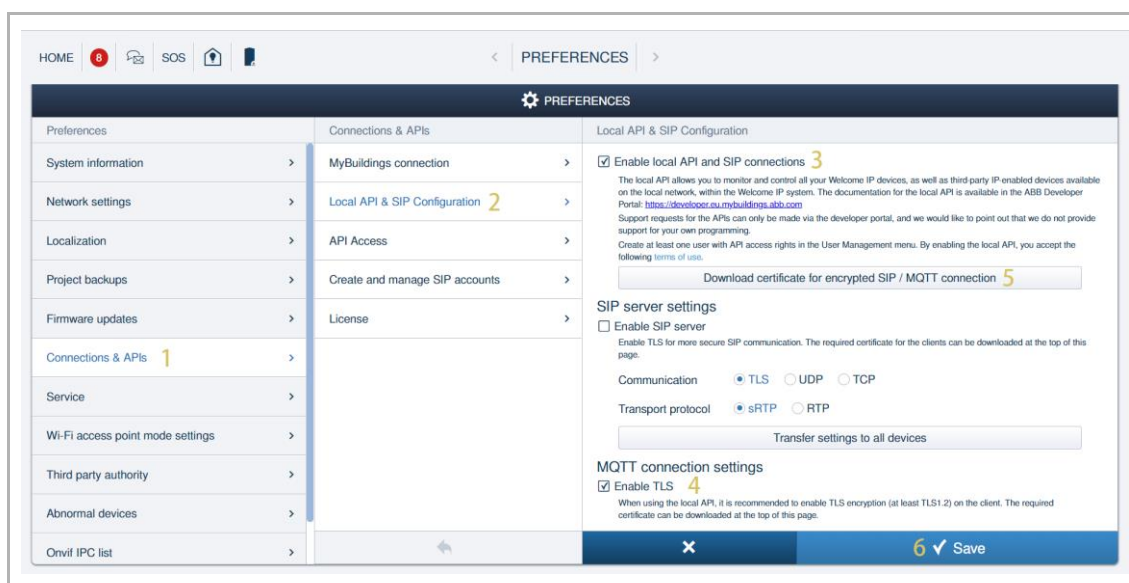 HOME 8 SOS < PREFERENCES >
PREFERENCES
Preferences
System information >
Network settings >
Localization >
Project backups >
Firmware updates >
Connections & APIs 1 >
Service >
Wi-Fi access point mode settings >
Third party authority >
Abnormal devices >
Onvif IPC list >
Connections & APIs
MyBuildings connection >
Local API & SIP Configuration 2 >
API Access >
Create and manage SIP accounts >
License >
Local API & SIP Configuration
Enable local API and SIP connections 3
The local API allows you to monitor and control all your Welcome IP devices, as well as third-party IP-enabled devices available
on the local network, within the Welcome IP system. The documentation for the local API is available in the ABB Developer
Portal: https://developer.eu.mybuildings.abb.com
Support requests for the APIs can only be made via the developer portal, and we would like to point out that we do not provide
support for your own programming.
Create at least one user with API access rights in the User Management menu. By enabling the local API, you accept the
following terms of use.
Download certificate for encrypted SIP / MQTT connection 5
SIP server settings
Enable SIP server
Enable TLS for more secure SIP communication. The required certificate for the clients can be downloaded at the top of this
page.
Communication TLS UDP TCP
Transport protocol sRTP RTP
Transfer settings to all devices
MQTT connection settings
Enable TLS 4
When using the local API, it is recommended to enable TLS encryption (at least TLS1.2) on the client. The required
certificate can be downloaded at the top of this page.
6 Save